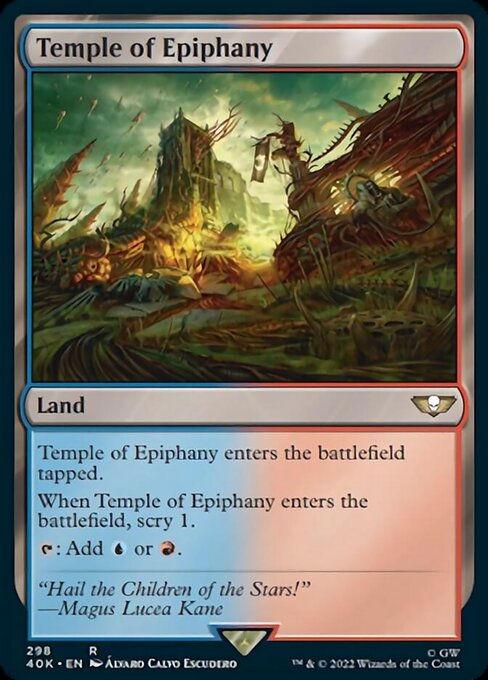 Temple of Epiphany
Land
Temple of Epiphany enters the battlefield
tapped.
When Temple of Epiphany enters the
battlefield, scry 1.
: Add or .
“Hail the Children of the Stars!”
—Magus Lucea Kane
298 R
40K • EN Álvaro Calvo Escudero
© GW
™ & © 2022 Wizards of the Coast